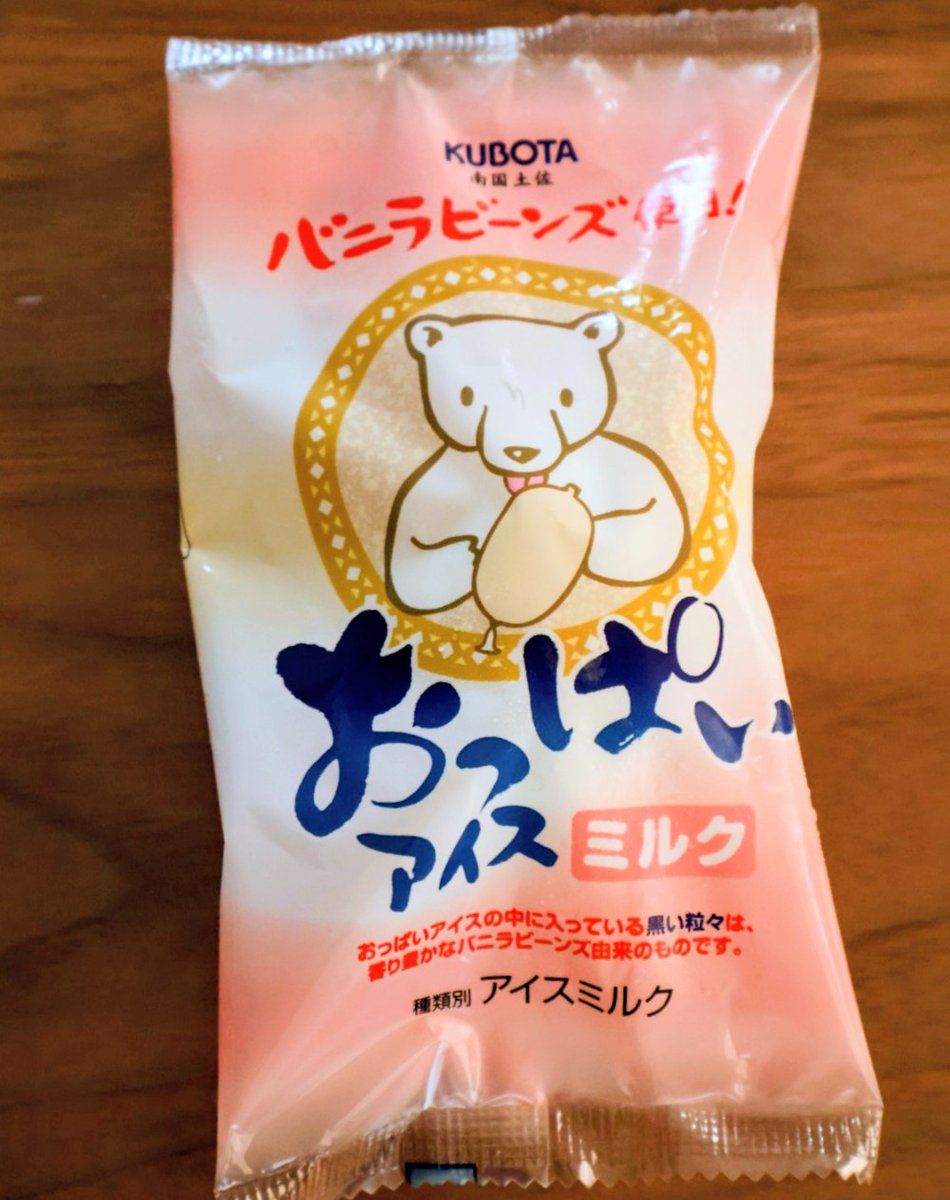 KUBOTA
南国土佐
バニラビーンズ使用!
おっぱい
アイス ミルク
おっぱいアイスの中に入っている黒い粒々は、
香り豊かなバニラビーンズ由来のものです。
種類別 アイスミルク